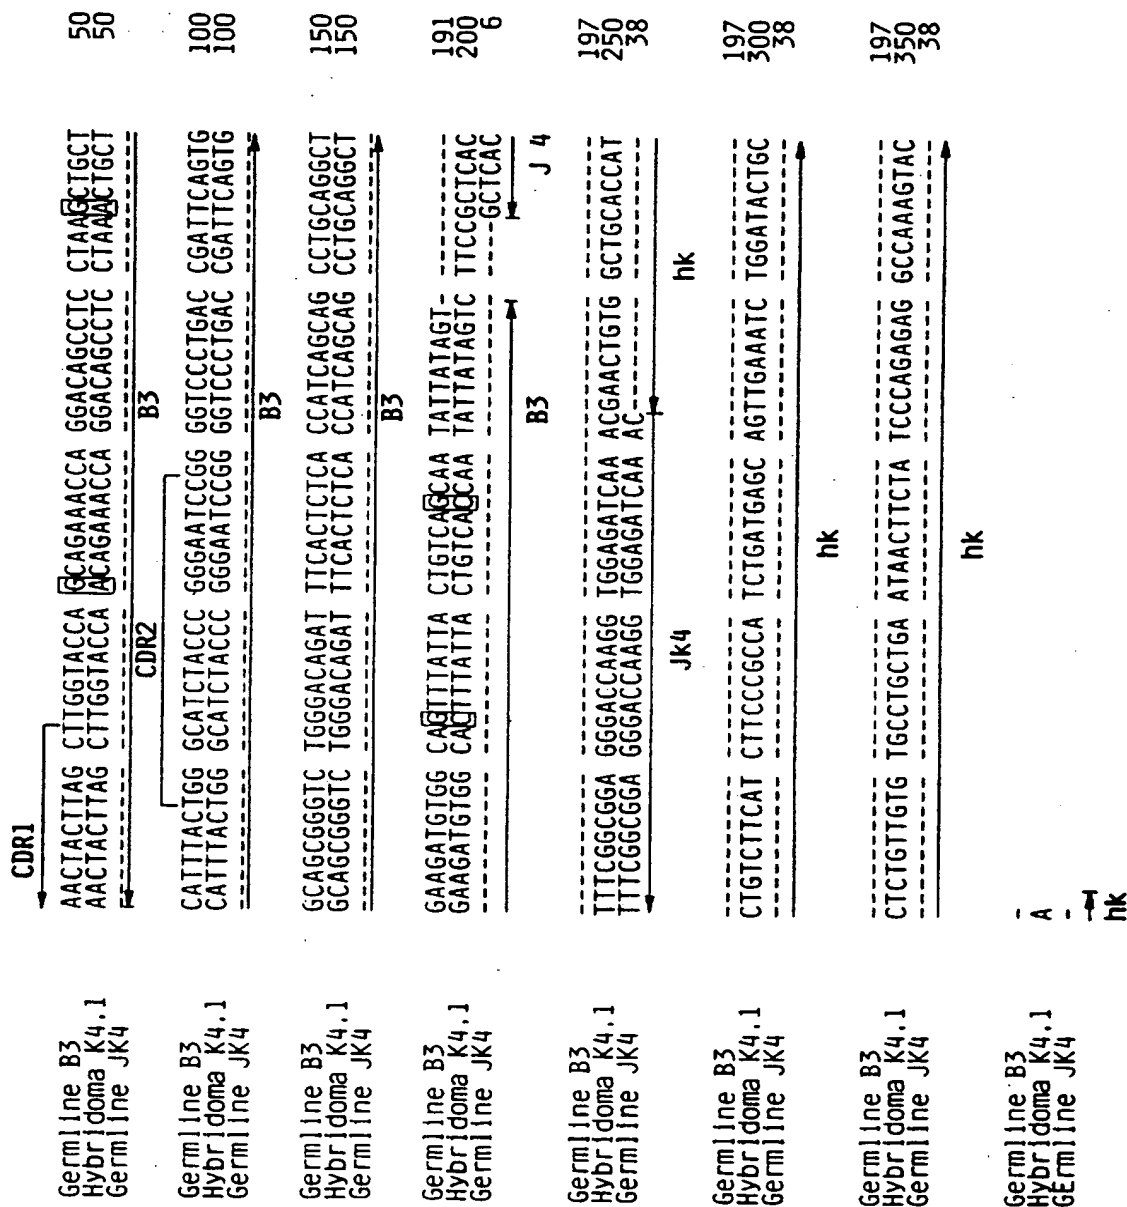 CDR1
Germline B3 AACTACTTAG CTTGGTACCA GCAGAAACCA GGACAGCCTC CTAAGCTGCT 50
Hybridoma K4.1 AACTACTTAG CTTGGTACCA ACAGAAACCA GGACAGCCTC CTAAACTGCT 50
Germline JK4 ---------- ---------- ---------- ---------- ----------
B3
CDR2
Germline B3 CATTTACTGG GCATCTACCC GGGAATCCGG GGTCCCTGAC CGATTCAGTG 100
Hybridoma K4.1 CATTTACTGG GCATCTACCC GGGAATCCGG GGTCCCTGAC CGATTCAGTG 100
Germline JK4 ---------- ---------- ---------- ---------- ----------
B3
Germline B3 GCAGCGGGTC TGGGACAGAT TTCACTCTCA CCATCAGCAG CCTGCAGGCT 150
Hybridoma K4.1 GCAGCGGGTC TGGGACAGAT TTCACTCTCA CCATCAGCAG CCTGCAGGCT 150
Germline JK4 ---------- ---------- ---------- ---------- ----------
B3
Germline B3 GAAGATGTGG CAGTTTATTA CTGTCAGCAA TATTATAGT- ---------- 191
Hybridoma K4.1 GAAGATGTGG CACTTTATTA CTGTCACCAA TATTATAGTC TTCCGCTCAC 200
Germline JK4 ---------- ---------- ---------- ---------- ----GCTCAC 6
B3 J 4
Germline B3 ---------- ---------- ---------- ---------- ---------- 197
Hybridoma K4.1 TTTCGGCGGA GGGACCAAGG TGGAGATCAA ACGAACTGTG GCTGCACCAT 250
Germline JK4 TTTCGGCGGA GGGACCAAGG TGGAGATCAA AC-------- ---------- 38
Jk4 hk
Germline B3 ---------- ---------- ---------- ---------- ---------- 197
Hybridoma K4.1 CTGTCTTCAT CTTCCCGCCA TCTGATGAGC AGTTGAAATC TGGATACTGC 300
Germline JK4 ---------- ---------- ---------- ---------- ---------- 38
hk
Germline B3 ---------- ---------- ---------- ---------- ---------- 197
Hybridoma K4.1 CTCTGTTGTG TGCCTGCTGA ATAACTTCTA TCCCAGAGAG GCCAAAGTAC 350
Germline JK4 ---------- ---------- ---------- ---------- ---------- 38
hk
Germline B3 -
Hybridoma K4.1 A
GErmline JK4 -
hk